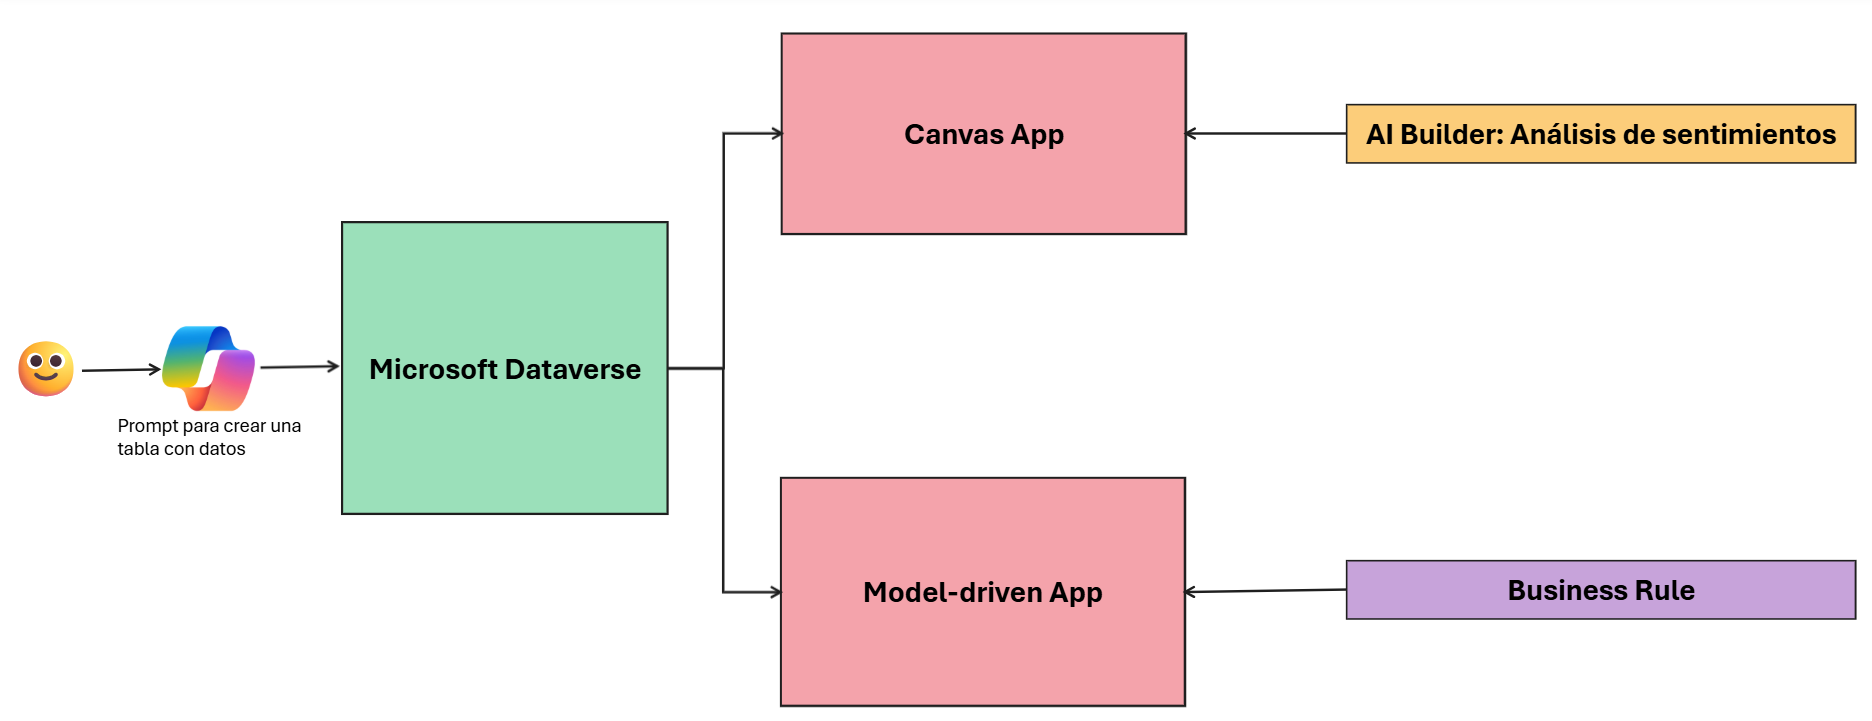 Prompt para crear una
tabla con datos
Microsoft Dataverse
Canvas App
AI Builder: Análisis de sentimientos
Model-driven App
Business Rule